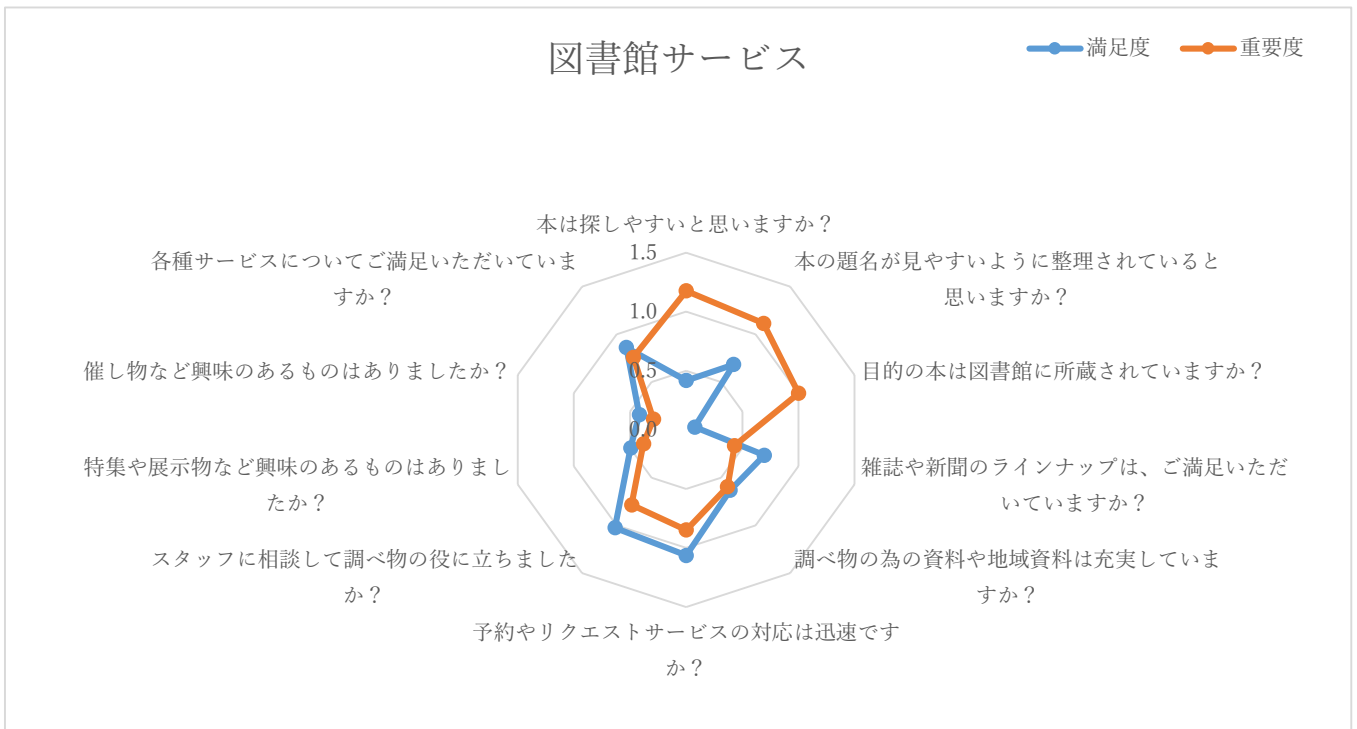 図書館サービス
満足度
重要度
本は探しやすいと思いますか？
本の題名が見やすいように整理されていると
思いますか？
目的の本は図書館に所蔵されていますか？
雑誌や新聞のラインナップは、ご満足いただ
いていますか？
調べ物の為の資料や地域資料は充実していま
すか？
予約やリクエストサービスの対応は迅速です
か？
スタッフに相談して調べ物の役に立ちました
か？
特集や展示物など興味のあるものはありまし
たか？
催し物など興味のあるものはありましたか？
各種サービスについてご満足いただいていま
すか？
1.5
1.0
0.5
0.0